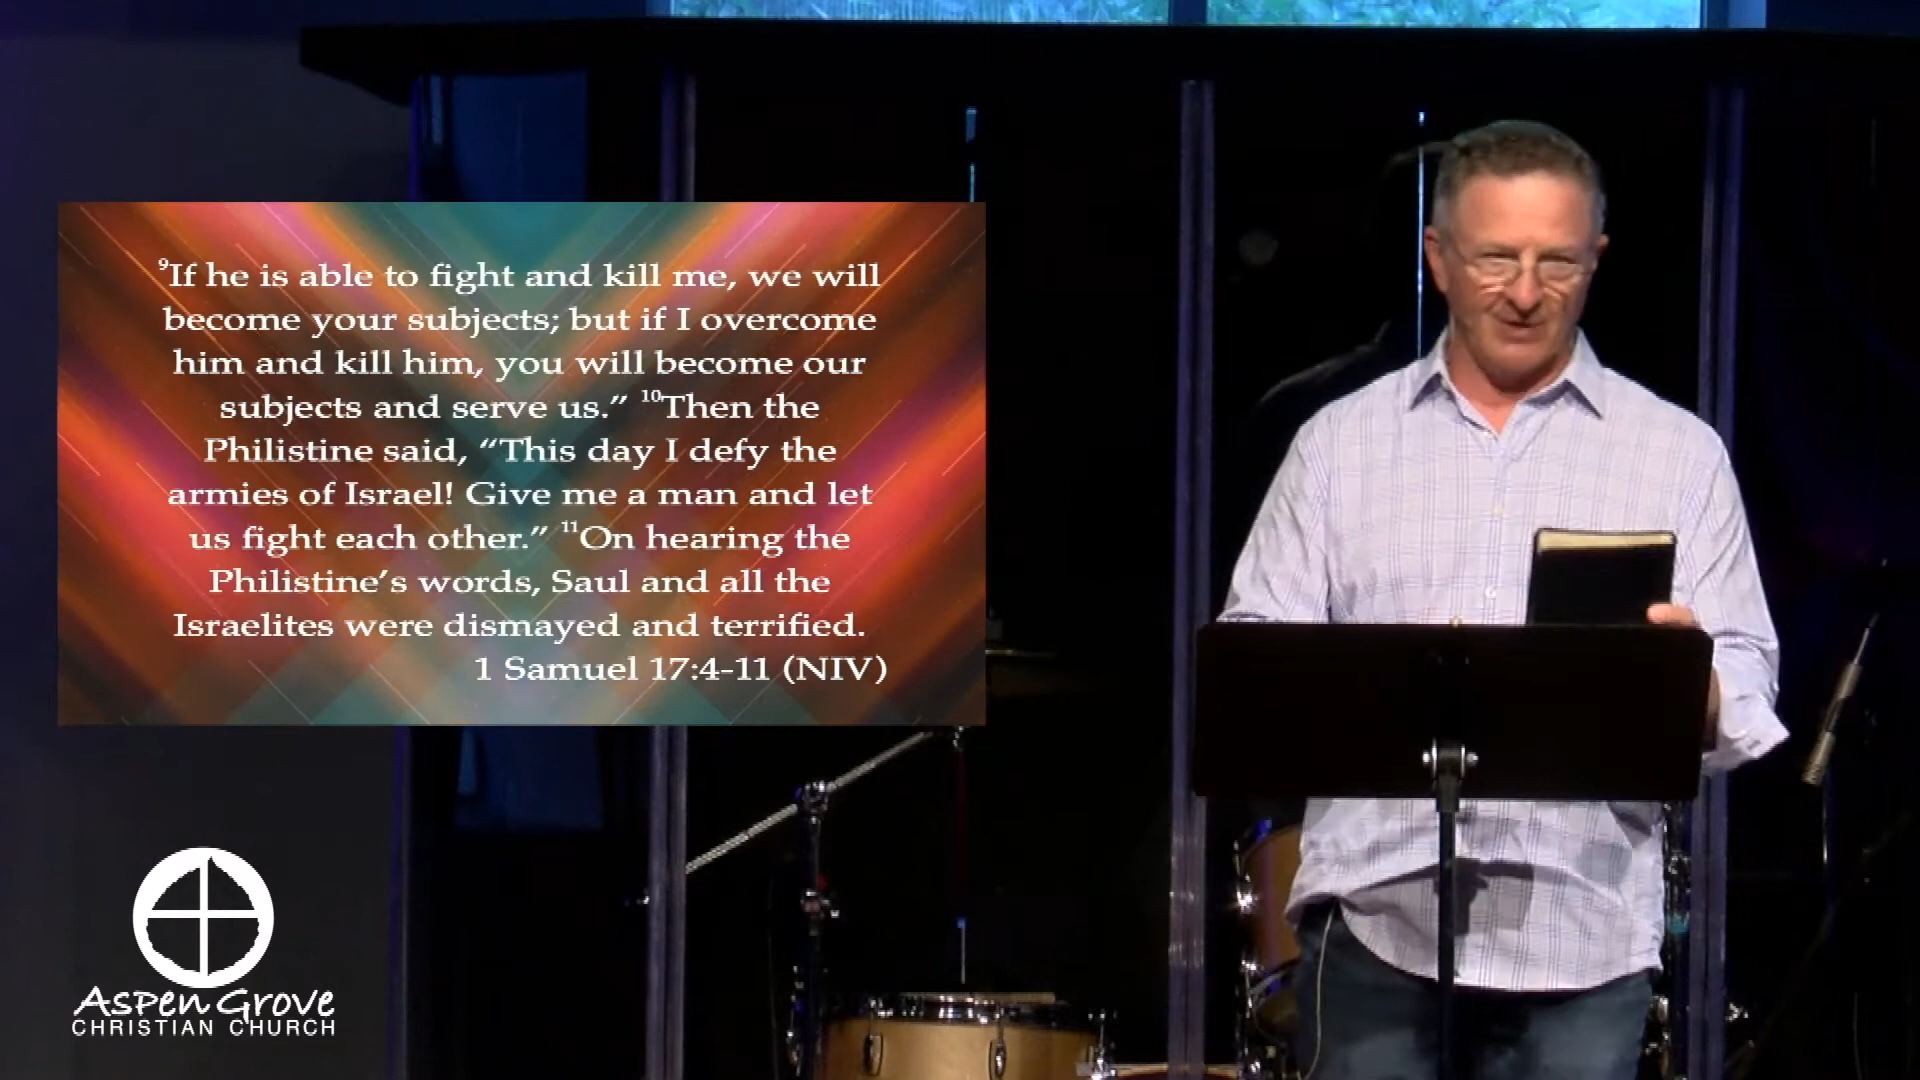 ⁹If he is able to fight and kill me, we will
become your subjects; but if I overcome
him and kill him, you will become our
subjects and serve us.” ¹⁰Then the
Philistine said, “This day I defy the
armies of Israel! Give me a man and let
us fight each other.” ¹¹On hearing the
Philistine’s words, Saul and all the
Israelites were dismayed and terrified.
1 Samuel 17:4-11 (NIV)
Aspen Grove
CHRISTIAN CHURCH